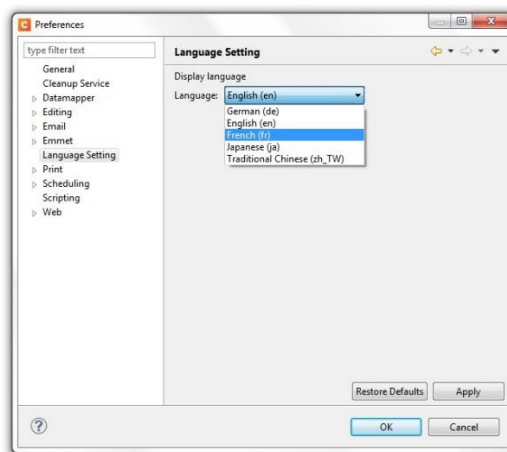 Preferences
type filter text
General
Cleanup Service
Datamapper
Editing
Email
Emmet
Language Setting
Print
Scheduling
Scripting
Web
Language Setting
Display language
Language: English (en)
German (de)
English (en)
French (fr)
Japanese (ja)
Traditional Chinese (zh_TW)
Restore Defaults
Apply
OK
Cancel